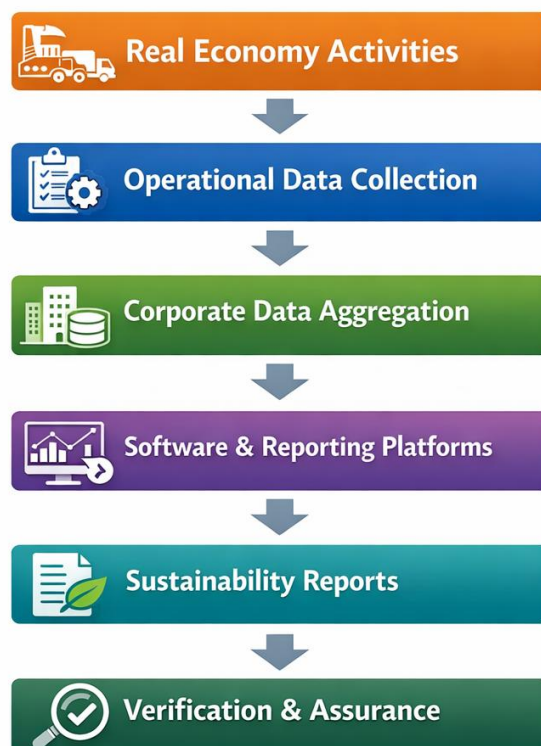 Real Economy Activities
Operational Data Collection
Corporate Data Aggregation
Software & Reporting Platforms
Sustainability Reports
Verification & Assurance